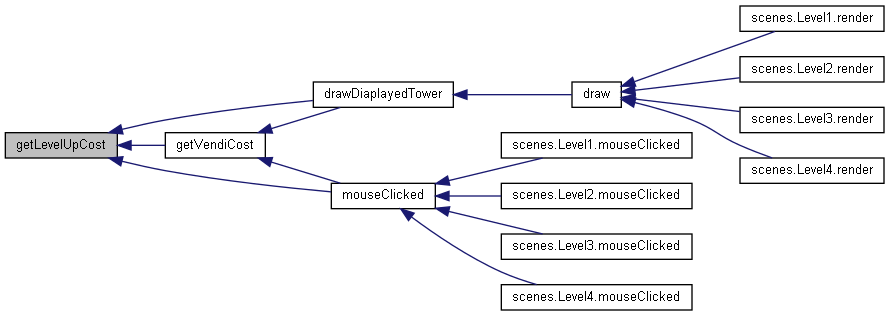 scenes.Level1.render
scenes.Level2.render
drawDiaplayedTower
draw
scenes.Level3.render
getLevelUpCost
getVendiCost
scenes.Level1.mouseClicked
scenes.Level4.render
mouseClicked
scenes.Level2.mouseClicked
scenes.Level3.mouseClicked
scenes.Level4.mouseClicked